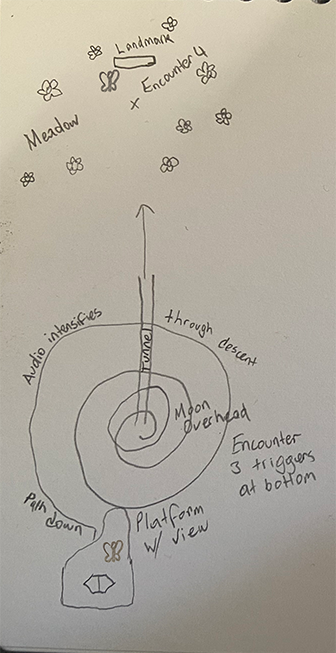 Landmark
Encounter 4
x
Meadow
Audio intensifies
through descent
Tunnel
Moon
Overhead
Encounter
3 triggers
at bottom
Path
down
Platform
w/ view